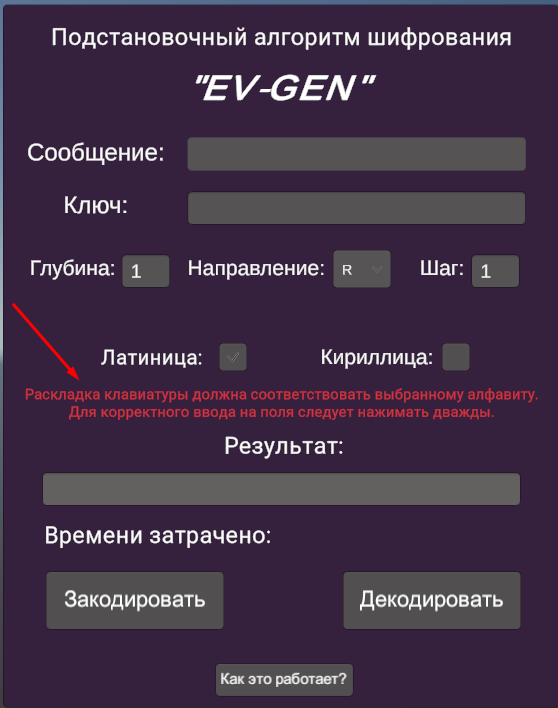 Подстановочный алгоритм шифрования
"EV-GEN"
Сообщение:
Ключ:
Глубина: 1 Направление: R Шаг: 1
Латиница: Кириллица:
Раскладка клавиатуры должна соответствовать выбранному алфавиту.
Для корректного ввода на поля следует нажимать дважды.
Результат:
Времени затрачено:
Закодировать Декодировать
Как это работает?